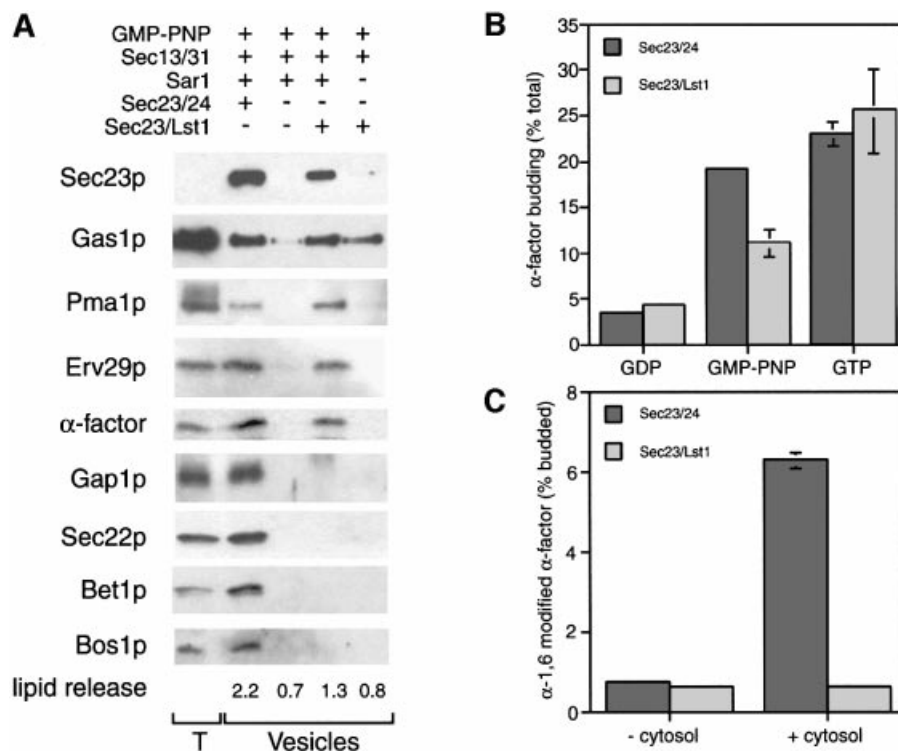 A
GMP-PNP + + + +
Sec13/31 + + + +
Sar1 + + + -
Sec23/24 + - - -
Sec23/Lst1 - - + +
Sec23p
Gas1p
Pma1p
Erv29p
α-factor
Gap1p
Sec22p
Bet1p
Bos1p
lipid release 2.2 0.7 1.3 0.8
T Vesicles
B
α-factor budding (% total)
35
30
25
20
15
10
5
0
Sec23/24
Sec23/Lst1
GDP GMP-PNP GTP
C
α-1,6 modified α-factor (% budded)
8
6
4
2
0
Sec23/24
Sec23/Lst1
- cytosol + cytosol